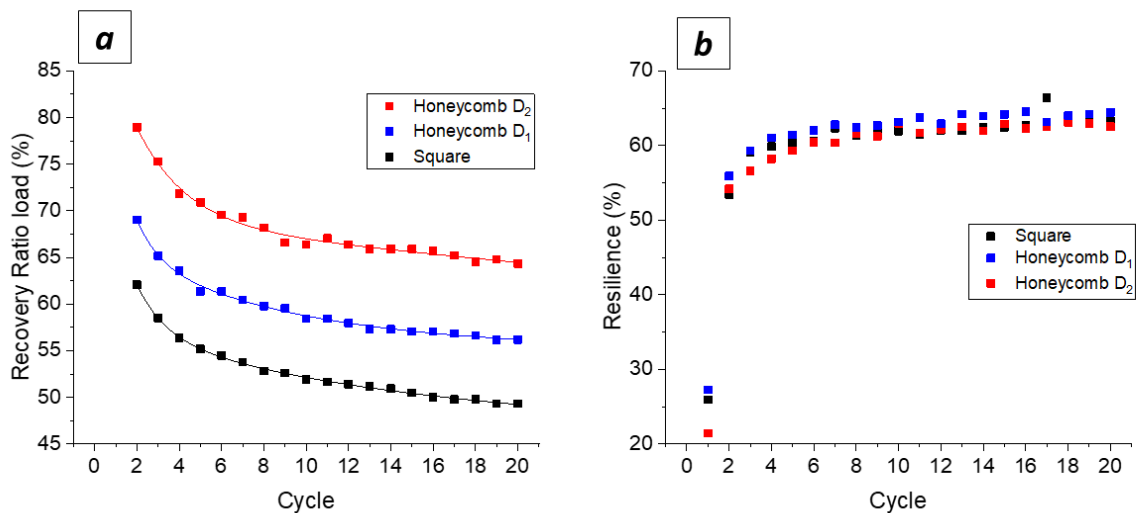 a
85
80
75
70
65
60
55
50
45
Recovery Ratio load (%)
Honeycomb D₂
Honeycomb D₁
Square
0 2 4 6 8 10 12 14 16 18 20
Cycle
b
70
60
50
40
30
20
Resilience (%)
Square
Honeycomb D₁
Honeycomb D₂
0 2 4 6 8 10 12 14 16 18 20
Cycle